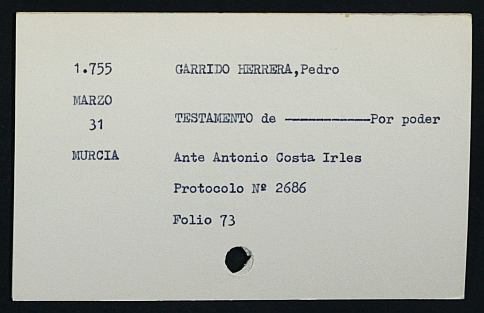 1.755 GARRIDO HERRERA,Pedro
MARZO
31 TESTAMENTO de ——————Por poder
MURCIA Ante Antonio Costa Irles
Protocolo Nº 2686
Folio 73